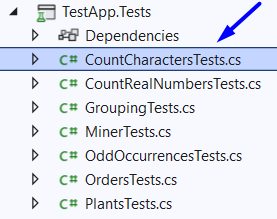 TestApp.Tests
Dependencies
C# CountCharactersTests.cs
C# CountRealNumbersTests.cs
C# GroupingTests.cs
C# MinerTests.cs
C# OddOccurrencesTests.cs
C# OrdersTests.cs
C# PlantsTests.cs